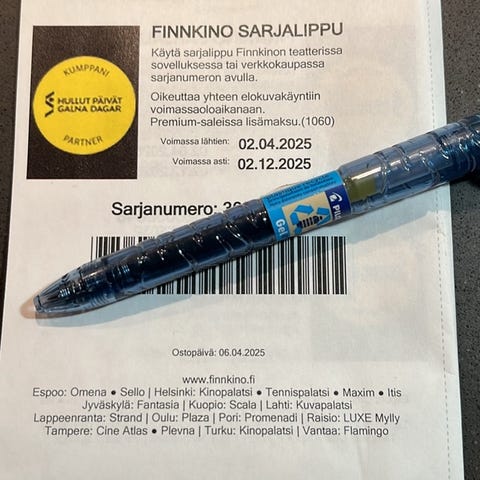 FINNKINO SARJALIPPU
Käytä sarjalippu Finnkinon teatterissa
sovelluksessa tai verkkokaupassa
sarjanumeron avulla.
Oikeuttaa yhteen elokuvakäyntiin
voimassaoloaikanaan.
Premium-saleissa lisämaksu.(1060)
KUMPPANI
HULLUT PÄIVÄT
GALNA DAGAR
PARTNER
Voimassa lähtien: 02.04.2025
Voimassa asti: 02.12.2025
Sarjanumero:
PILOT
Gel
Ostopäivä: 06.04.2025
www.finnkino.fi
Espoo: Omena ● Sello | Helsinki: Kinopalatsi ● Tennispalatsi ● Maxim ● Itis
Jyväskylä: Fantasia | Kuopio: Scala | Lahti: Kuvapalatsi
Lappeenranta: Strand | Oulu: Plaza | Pori: Promenadi | Raisio: LUXE Mylly
Tampere: Cine Atlas ● Plevna | Turku: Kinopalatsi | Vantaa: Flamingo